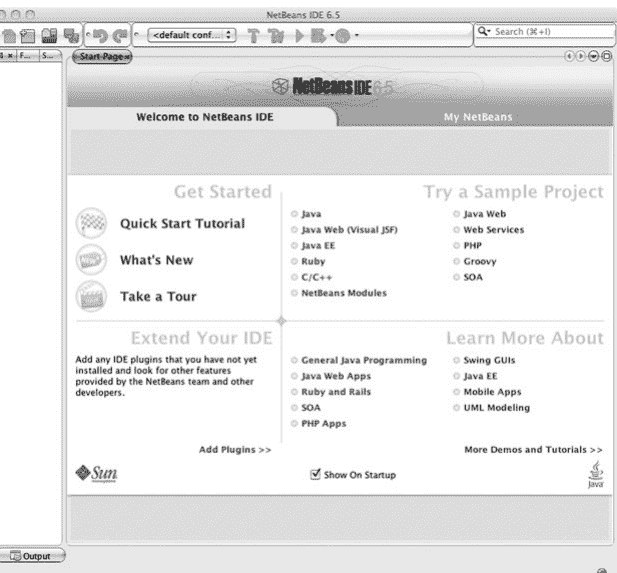 NetBeans IDE 6.5
<default conf...
Search (⌘+I)
F...
S...
Start Page
NetBeans IDE 6.5
Welcome to NetBeans IDE
My NetBeans
Get Started
Quick Start Tutorial
What's New
Take a Tour
Try a Sample Project
Java
Java Web (Visual JSF)
Java EE
Ruby
C/C++
NetBeans Modules
Java Web
Web Services
PHP
Groovy
SOA
Extend Your IDE
Add any IDE plugins that you have not yet
installed and look for other features
provided by the NetBeans team and other
developers.
Add Plugins >>
Learn More About
General Java Programming
Java Web Apps
Ruby and Rails
SOA
PHP Apps
Swing GUIs
Java EE
Mobile Apps
UML Modeling
More Demos and Tutorials >>
Sun
Show On Startup
Java
Output